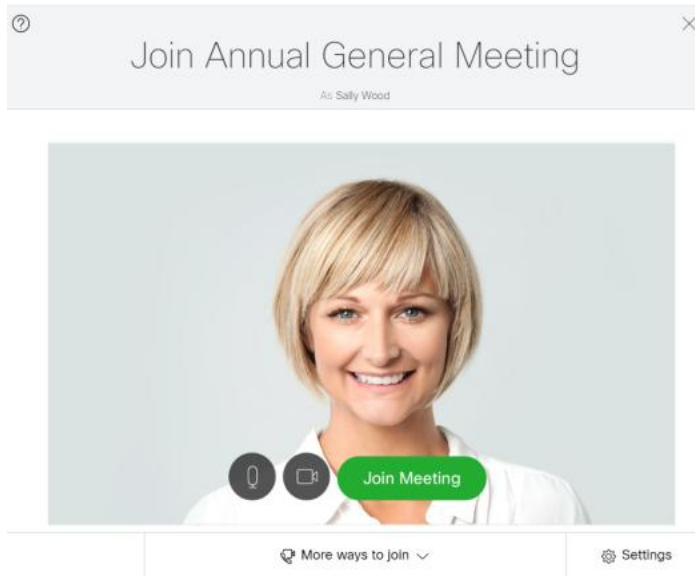 Join Annual General Meeting
As Sally Wood
Join Meeting
More ways to join
Settings